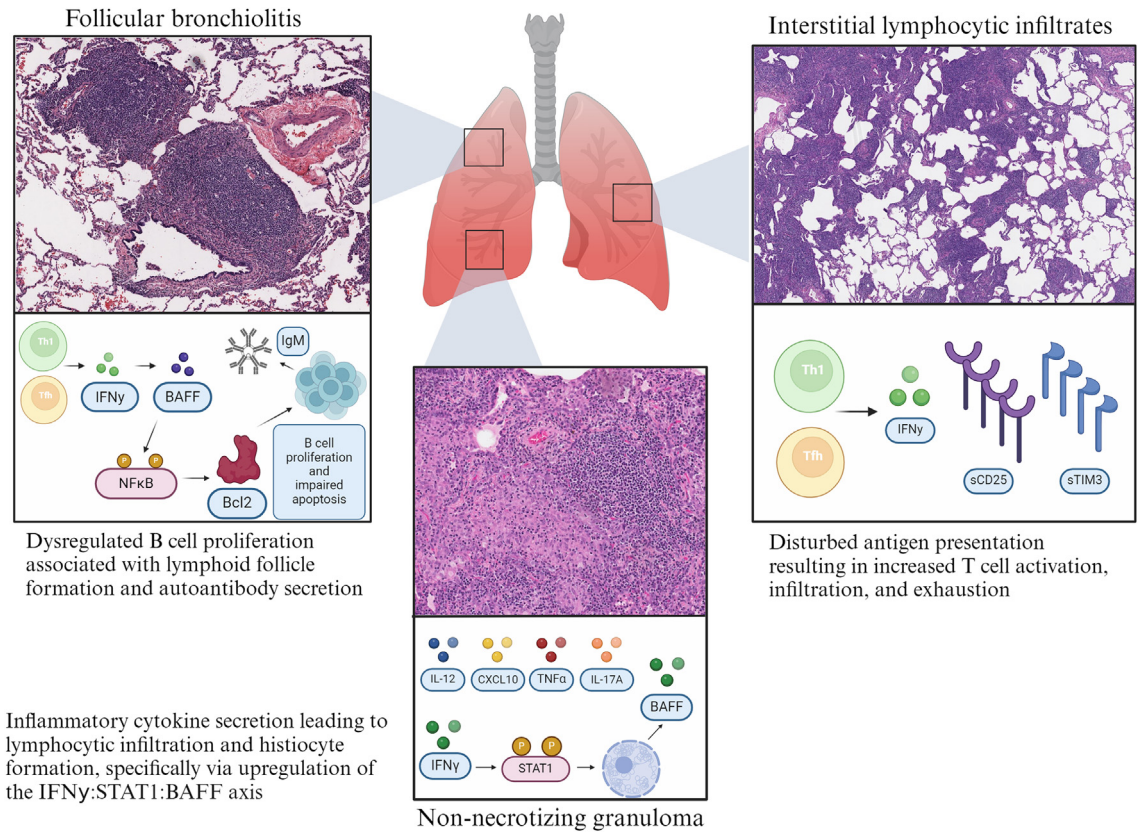 Follicular bronchiolitis
Th1
Tfh
IFNy
BAFF
IgM
P P
NFκB
Bcl2
B cell
proliferation
and
impaired
apoptosis
Dysregulated B cell proliferation
associated with lymphoid follicle
formation and autoantibody secretion
Interstitial lymphocytic infiltrates
Th1
Tfh
IFNy
sCD25
sTIM3
Disturbed antigen presentation
resulting in increased T cell activation,
infiltration, and exhaustion
IL-12
CXCL10
TNFα
IL-17A
BAFF
IFNγ
P P
STAT1
Inflammatory cytokine secretion leading to
lymphocytic infiltration and histiocyte
formation, specifically via upregulation of
the IFNy:STAT1:BAFF axis
Non-necrotizing granuloma